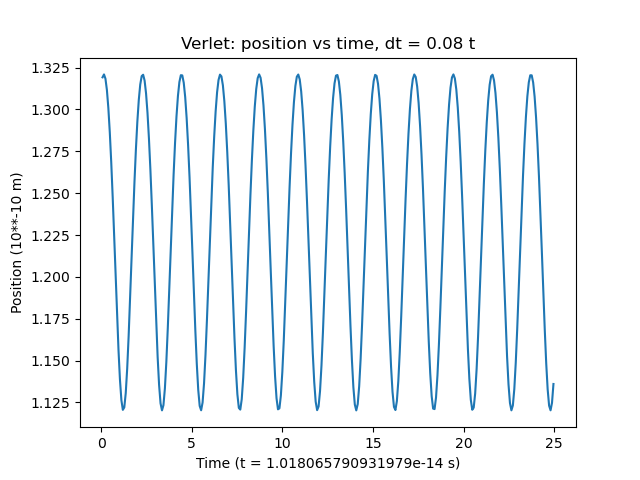 Verlet: position vs time, dt = 0.08 t
Position (10**-10 m)
1.325
1.300
1.275
1.250
1.225
1.200
1.175
1.150
1.125
0 5 10 15 20 25
Time (t = 1.018065790931979e-14 s)